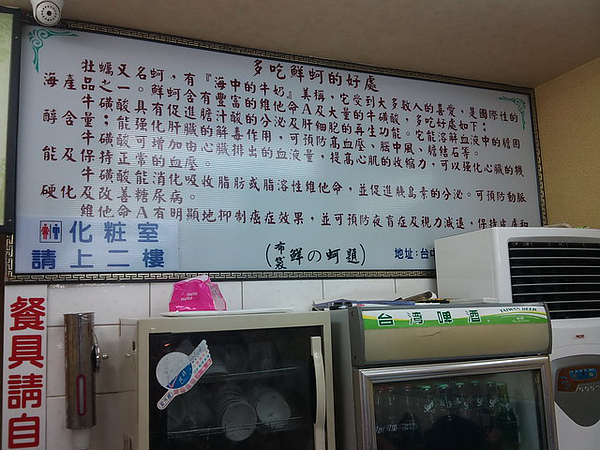 多吃鮮蚵的好處
牡蠣又名蚵，有『海中的牛奶』美稱，它受到大多數人的喜愛，是國際性的
海產品之一。鮮蚵含有豐富的維他命A及大量的牛磺酸，多吃好處如下：
牛磺酸具有促進膽汁酸的分泌及肝細胞的再生功能。它能溶解血液中的膽固
醇含量：能強化肝臟的解毒作用，可預防高血壓、腦中風、膽結石等。
牛磺酸可增加由心臟排出的血液量，提高心肌的收縮力，可以強化心臟的機
能及保持正常的血壓。
牛磺酸能消化吸收脂肪或脂溶性維他命，並促進胰島素的分泌。可預防動脈
硬化及改善糖尿病。
維他命A有明顯地抑制癌症效果，並可預防夜盲症及視力減退，保持皮膚和
(布袋 鮮の蚵類)
地址：台中
化粧室
請上二樓
餐具請自
台湾啤酒
TAIWAN BEER